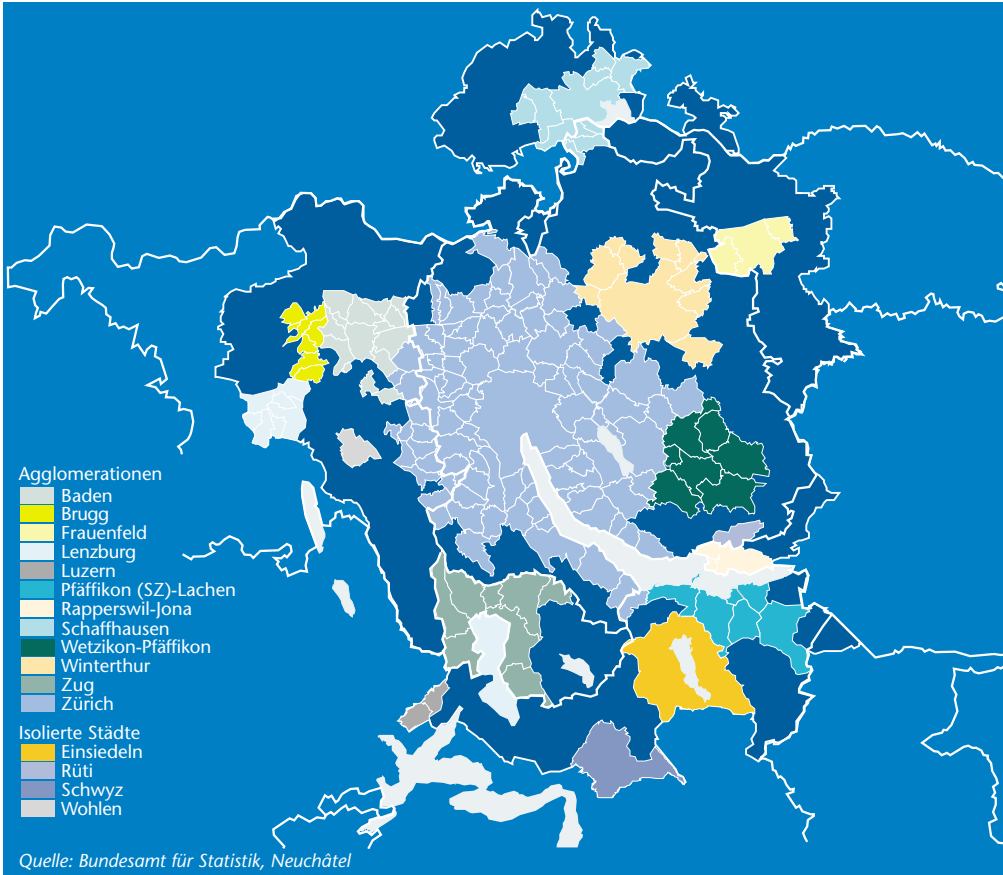 Agglomerationen
Baden
Brugg
Frauenfeld
Lenzburg
Luzern
Pfäffikon (SZ)-Lachen
Rapperswil-Jona
Schaffhausen
Wetzikon-Pfäffikon
Winterthur
Zug
Zürich
Isolierte Städte
Einsiedeln
Rüti
Schwyz
Wohlen
Quelle: Bundesamt für Statistik, Neuchâtel